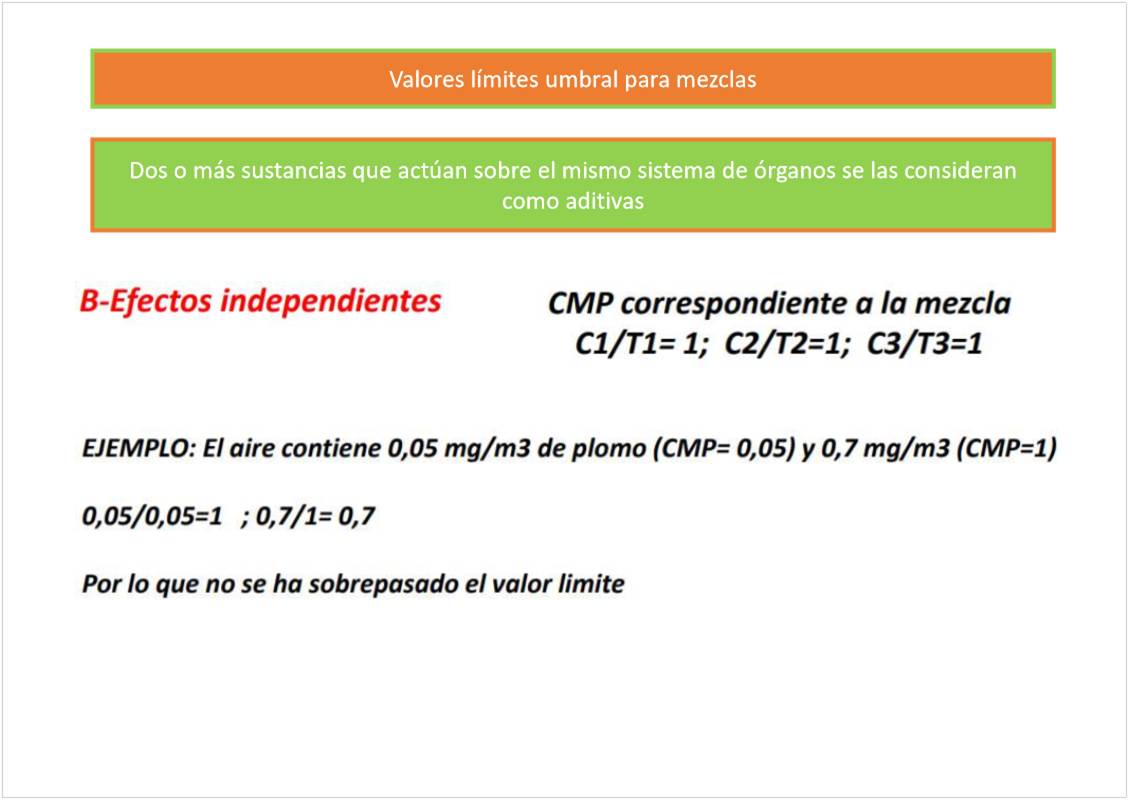 Valores límites umbral para mezclas
Dos o más sustancias que actúan sobre el mismo sistema de órganos se las consideran
como aditivas
B-Efectos independientes
CMP correspondiente a la mezcla
C1/T1= 1; C2/T2=1; C3/T3=1
EJEMPLO: El aire contiene 0,05 mg/m3 de plomo (CMP= 0,05) y 0,7 mg/m3 (CMP=1)
0,05/0,05=1 ; 0,7/1= 0,7
Por lo que no se ha sobrepasado el valor limite